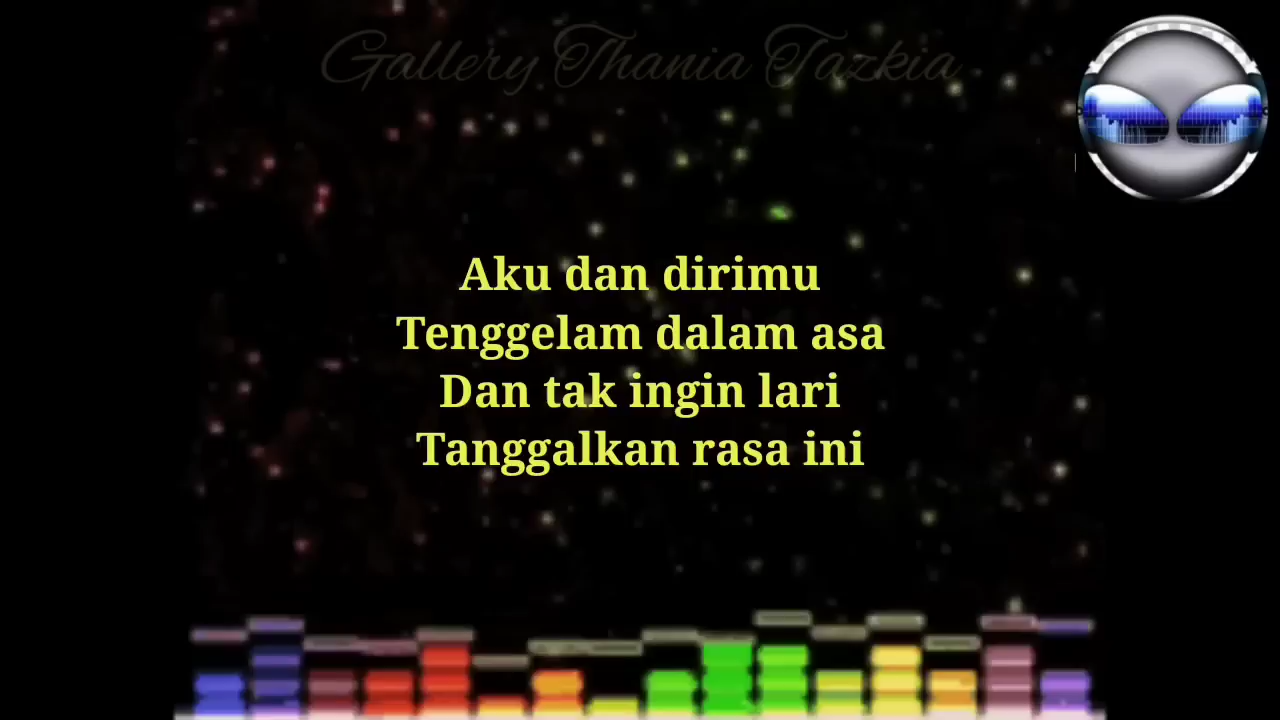 Gallery Thania Tazkia
Aku dan dirimu
Tenggelam dalam asa
Dan tak ingin lari
Tanggalkan rasa ini